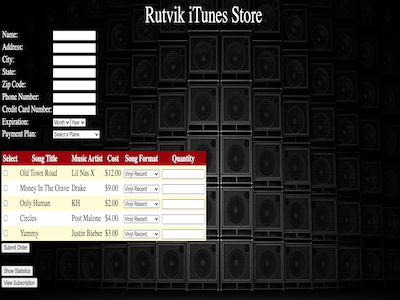 Rutvik iTunes Store
Name:
Address:
City:
State:
Zip Code:
Phone Number:
Credit Card Number:
Expiration: Month Year
Payment Plan: Select a Plane
Select Song Title Music Artist Cost Song Format Quantity
Old Town Road Lil Nas X $12.00 Vinyl Record
Money In The Grave Drake $9.00 Vinyl Record
Only Human KH $2.00 Vinyl Record
Circles Post Malone $4.00 Vinyl Record
Yummy Justin Bieber $3.00 Vinyl Record
Submit Order
Show Statistics
View Subscription